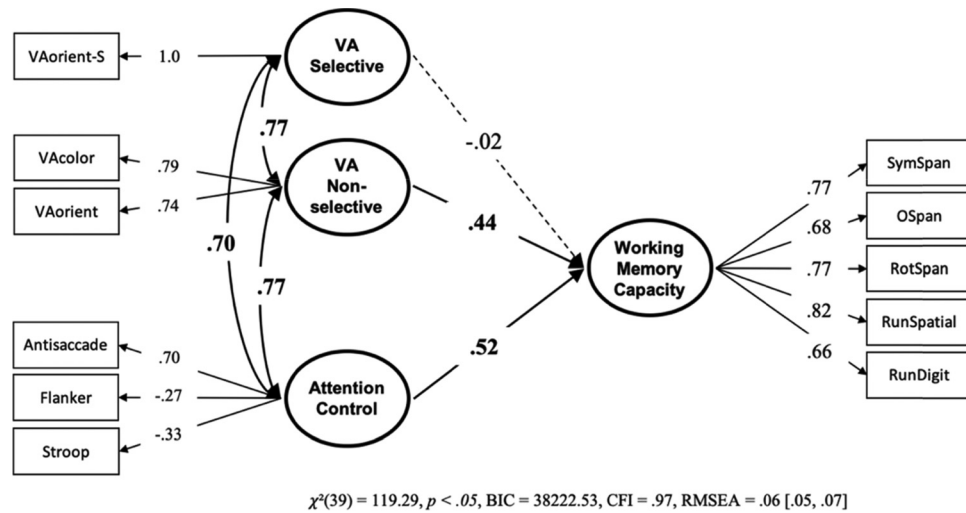 VAorient-S
1.0
VA
Selective
.77
-.02
VAcolor
.79
VAorient
.74
VA
Non-
selective
.70
.44
.77
.52
Antisaccade
.70
Flanker
-.27
Stroop
-.33
Attention
Control
Working
Memory
Capacity
.77
SymSpan
.68
OSpan
.77
RotSpan
.82
RunSpatial
.66
RunDigit
χ²(39) = 119.29, p < .05, BIC = 38222.53, CFI = .97, RMSEA = .06 [.05, .07]